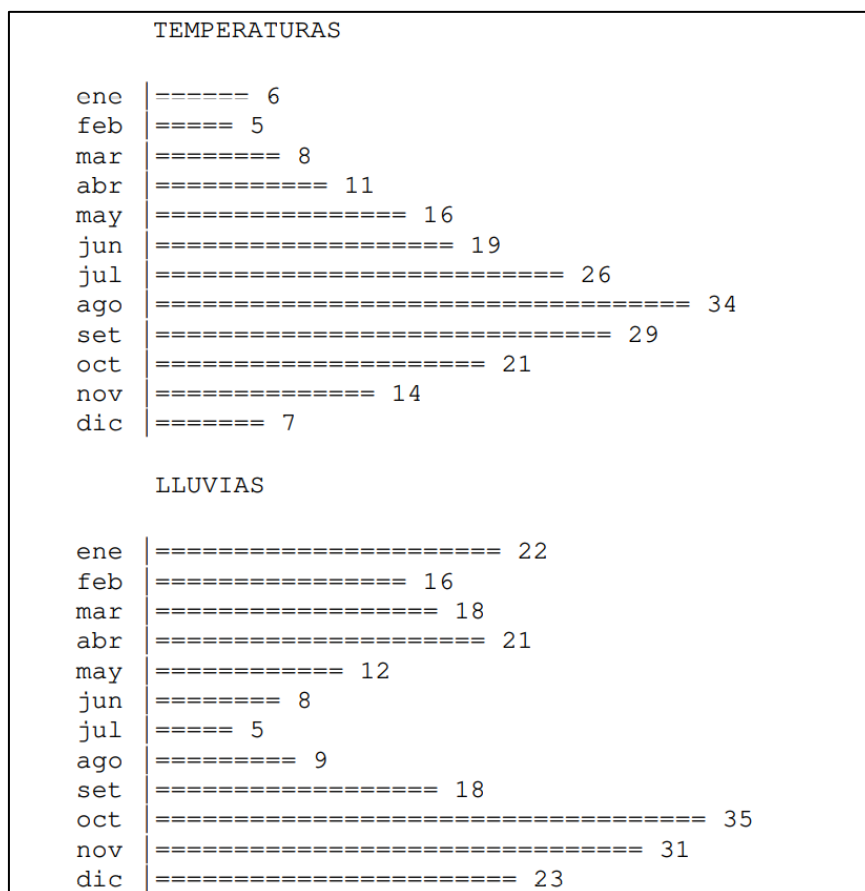 TEMPERATURAS
ene |====== 6
feb |===== 5
mar |======== 8
abr |=========== 11
may |================ 16
jun |=================== 19
jul |========================== 26
ago |================================== 34
set |============================= 29
oct |===================== 21
nov |============== 14
dic |======= 7
LLUVIAS
ene |====================== 22
feb |================ 16
mar |================== 18
abr |===================== 21
may |============ 12
jun |======== 8
jul |===== 5
ago |========= 9
set |================== 18
oct |=================================== 35
nov |=============================== 31
dic |======================= 23